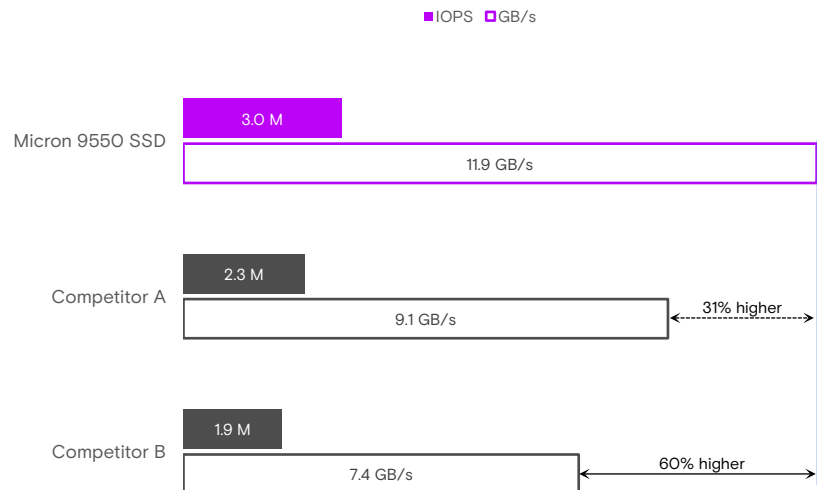 IOPS GB/s
3.0 M
Micron 9550 SSD
11.9 GB/s
2.3 M
Competitor A
9.1 GB/s
31% higher
1.9 M
Competitor B
7.4 GB/s
60% higher